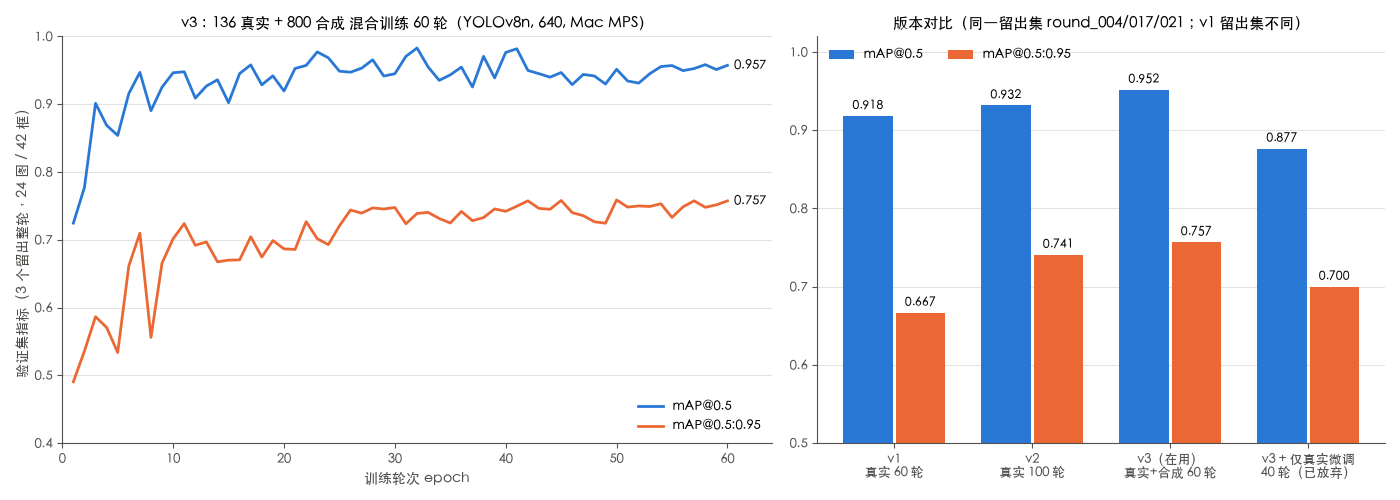 v3：136 真实 + 800 合成 混合训练 60 轮（YOLOv8n, 640, Mac MPS）
验证集指标（3 个留出整轮 · 24 图 / 42 框）
1.0
0.9
0.8
0.7
0.6
0.5
0.4
0.957
0.757
mAP@0.5
mAP@0.5:0.95
0
10
20
30
40
50
60
训练轮次 epoch
版本对比（同一留出集 round_004/017/021；v1 留出集不同）
mAP@0.5
mAP@0.5:0.95
1.0
0.9
0.8
0.7
0.6
0.5
0.918
0.667
0.932
0.741
0.952
0.757
0.877
0.700
v1
真实 60 轮
v2
真实 100 轮
v3（在用）
真实+合成 60 轮
v3 + 仅真实微调
40 轮（已放弃）